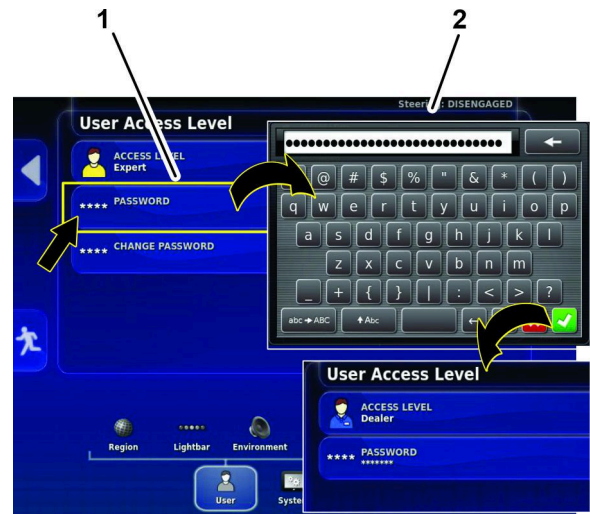 1
2
Steering: DISENGAGED
User Access Level
ACCESS LEVEL
Expert
**** PASSWORD
**** CHANGE PASSWORD
@ # $ % " & * ( )
q w e r t y u i o p
a s d f g h j k l
z x c v b n m
_ + { } | : < > ?
abc → ABC
Abc
User Access Level
ACCESS LEVEL
Dealer
**** PASSWORD
*******
Region
Lightbar
Environment
User
Syste